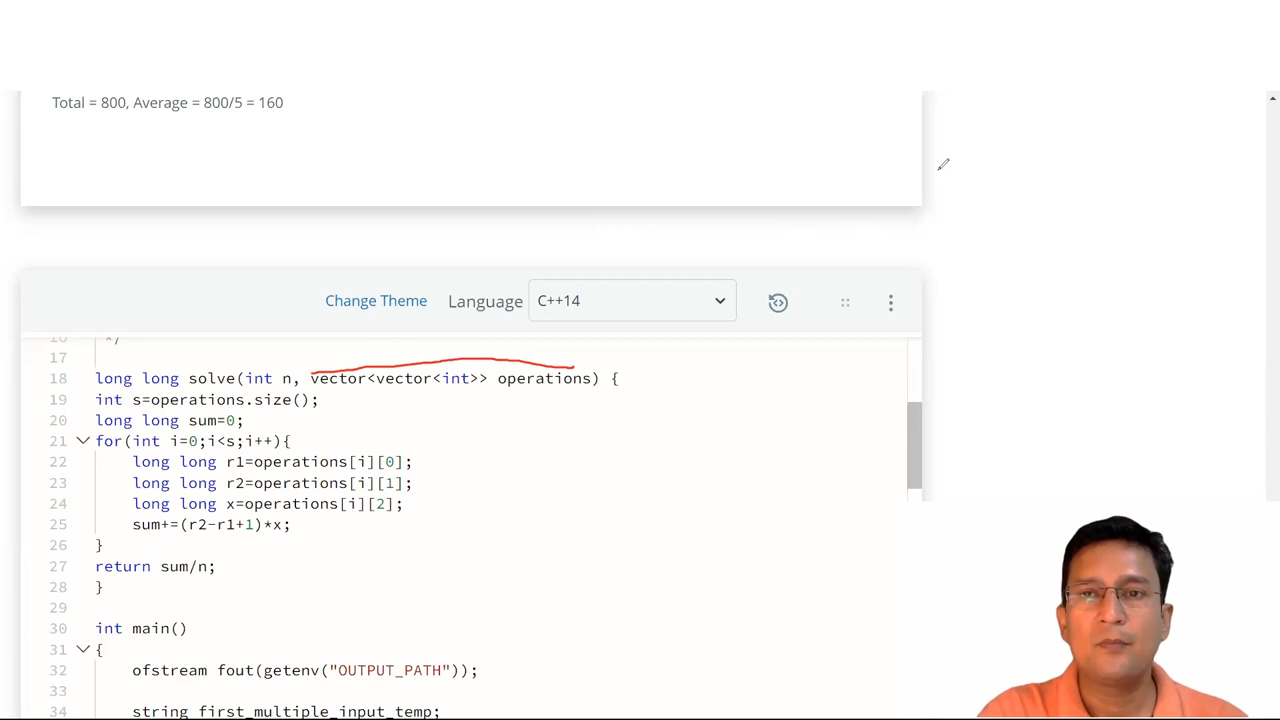 Total = 800, Average = 800/5 = 160
Change Theme Language C++14
16 */
17
18 long long solve(int n, vector<vector<int>> operations) {
19 int s=operations.size();
20 long long sum=0;
21 for(int i=0;i<s;i++){
22 long long r1=operations[i][0];
23 long long r2=operations[i][1];
24 long long x=operations[i][2];
25 sum+=(r2-r1+1)*x;
26 }
27 return sum/n;
28 }
29
30 int main()
31 {
32 ofstream fout(getenv("OUTPUT_PATH"));
33
34 string first_multiple_input_temp;